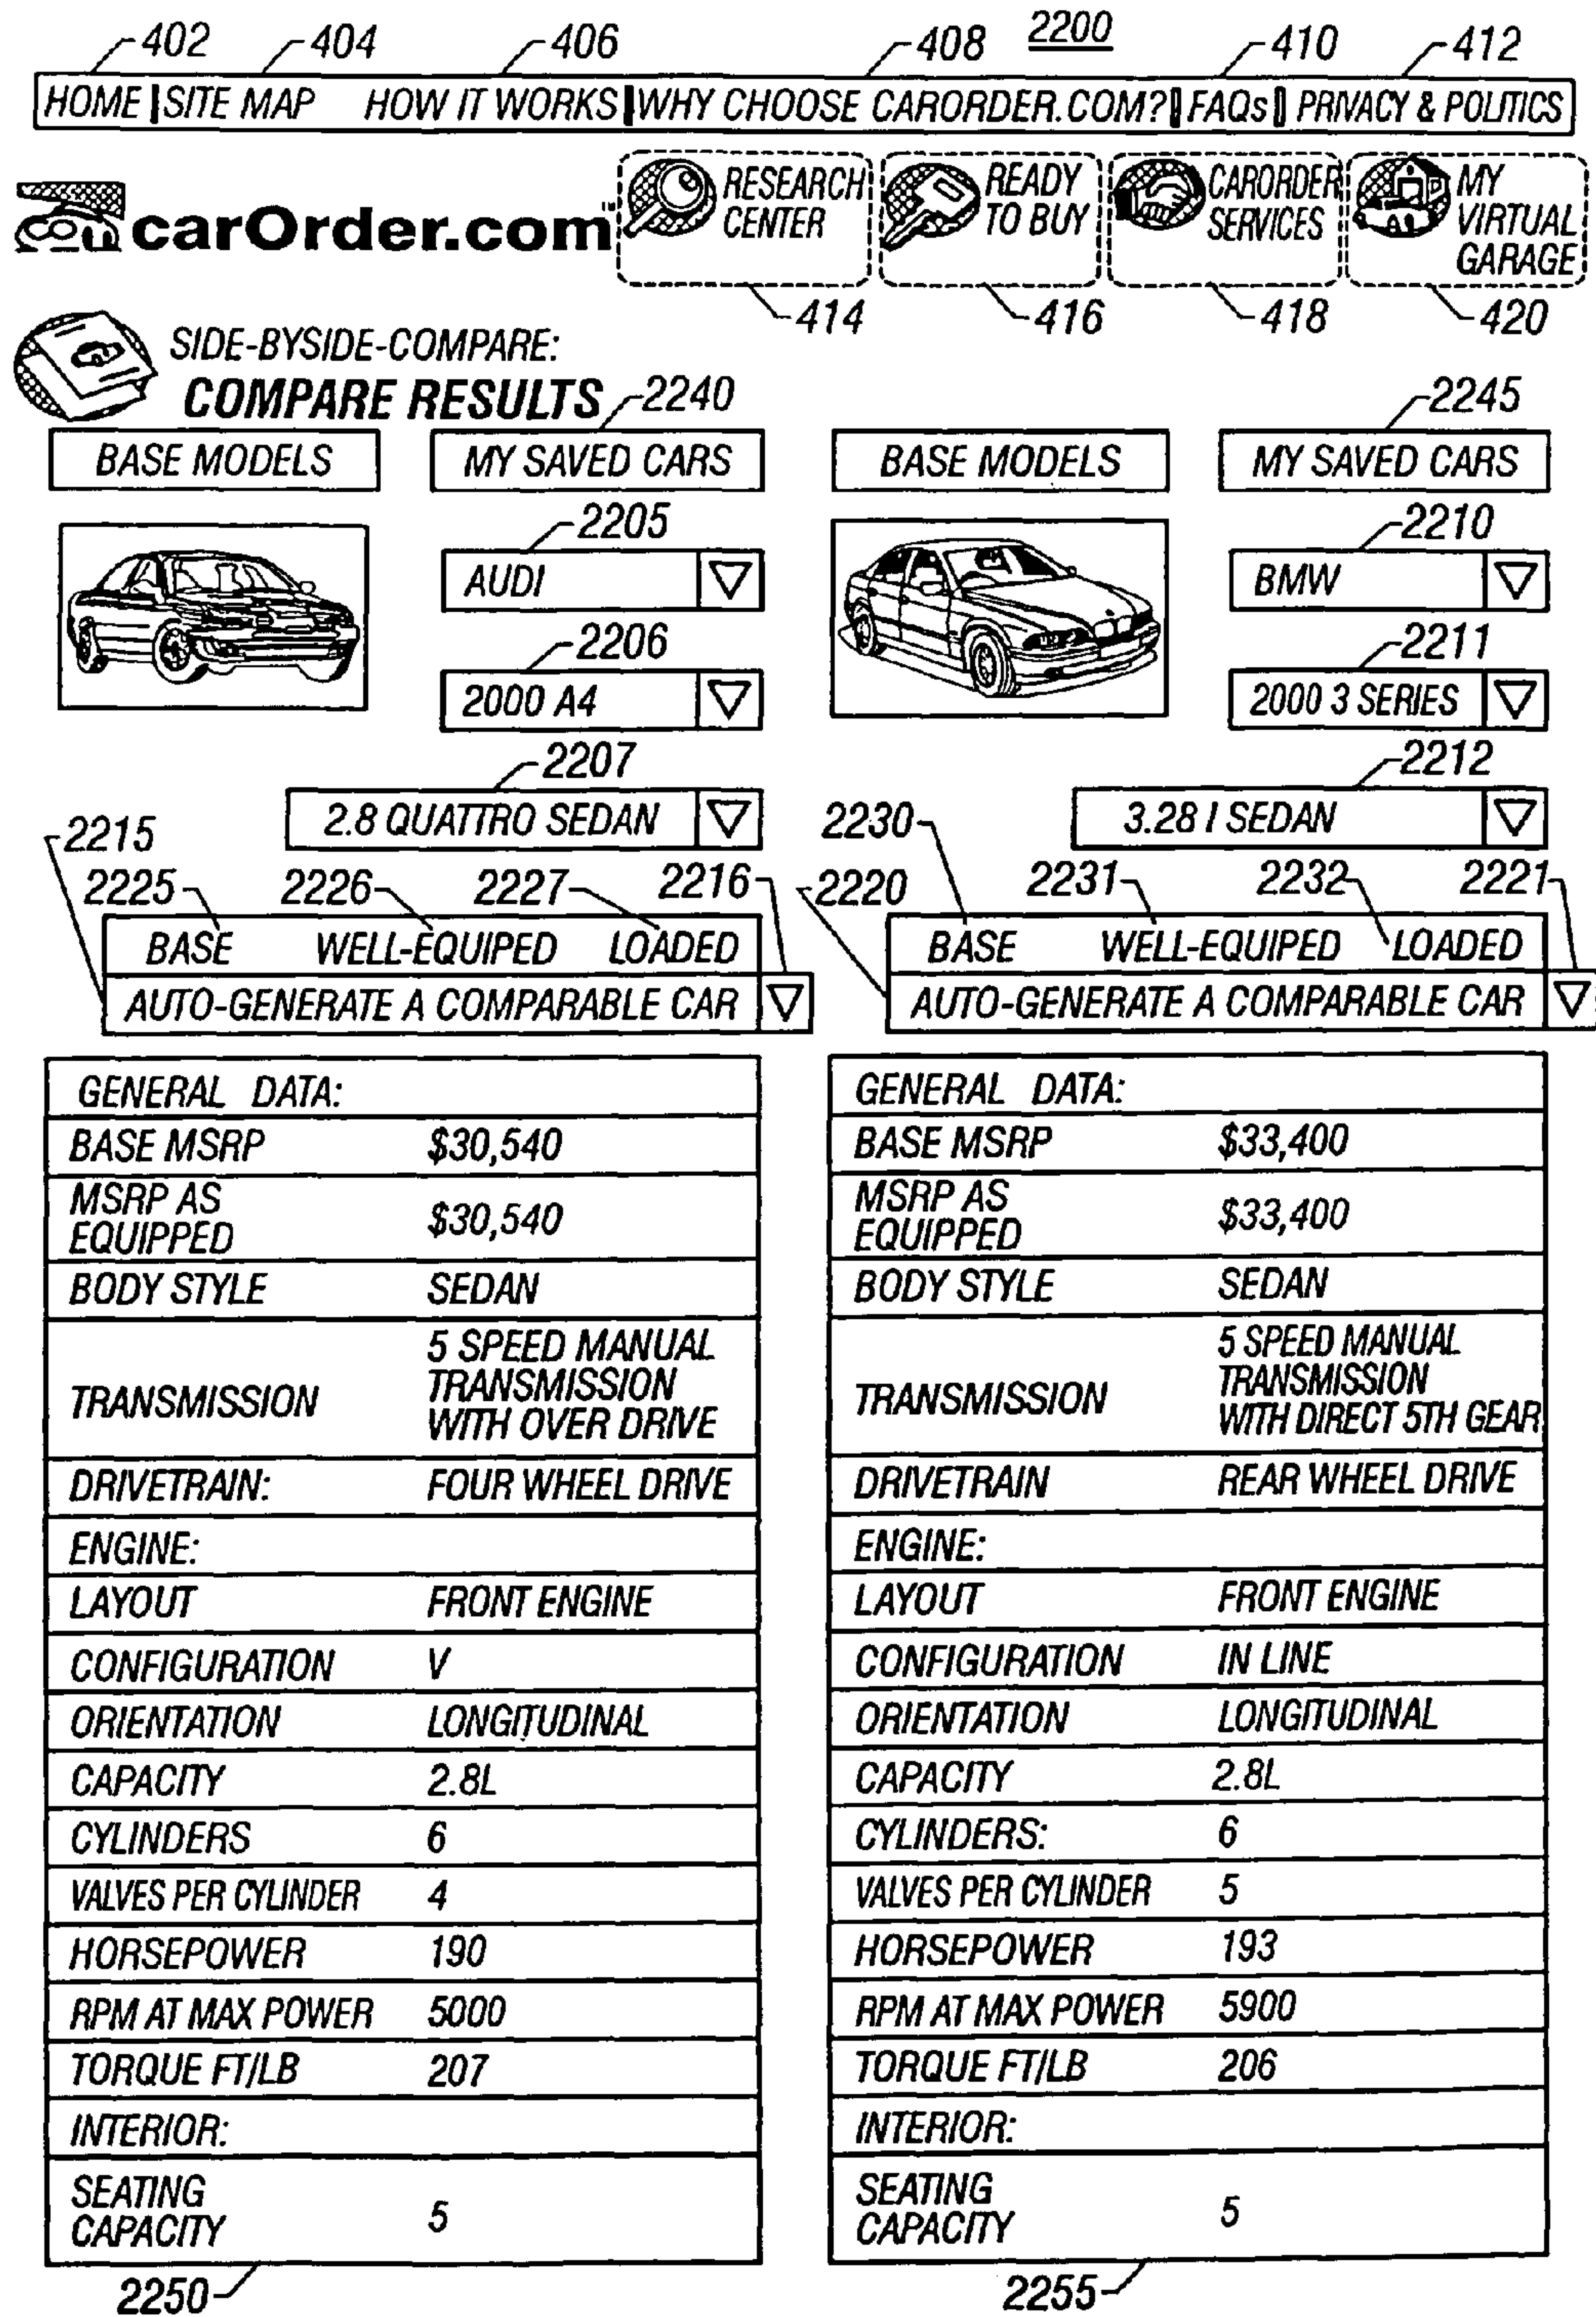 402 404 406 408 2200 410 412
HOME | SITE MAP HOW IT WORKS | WHY CHOOSE CARORDER.COM? | FAQs | PRIVACY & POLITICS
carOrder.com
RESEARCH CENTER
READY TO BUY
CARORDER SERVICES
MY VIRTUAL GARAGE
414 416 418 420
SIDE-BYSIDE-COMPARE:
COMPARE RESULTS 2240 2245
BASE MODELS MY SAVED CARS BASE MODELS MY SAVED CARS
2205 2210
AUDI BMW
2206 2211
2000 A4 2000 3 SERIES
2207 2212
2.8 QUATTRO SEDAN 3.28 I SEDAN
2215 2230
2225 2226 2227 2216 2220 2231 2232 2221
BASE WELL-EQUIPED LOADED BASE WELL-EQUIPED LOADED
AUTO-GENERATE A COMPARABLE CAR AUTO-GENERATE A COMPARABLE CAR
GENERAL DATA:
BASE MSRP $30,540
MSRP AS EQUIPPED $30,540
BODY STYLE SEDAN
TRANSMISSION 5 SPEED MANUAL TRANSMISSION WITH OVER DRIVE
DRIVETRAIN: FOUR WHEEL DRIVE
ENGINE:
LAYOUT FRONT ENGINE
CONFIGURATION V
ORIENTATION LONGITUDINAL
CAPACITY 2.8L
CYLINDERS 6
VALVES PER CYLINDER 4
HORSEPOWER 190
RPM AT MAX POWER 5000
TORQUE FT/LB 207
INTERIOR:
SEATING CAPACITY 5
2250
GENERAL DATA:
BASE MSRP $33,400
MSRP AS EQUIPPED $33,400
BODY STYLE SEDAN
TRANSMISSION 5 SPEED MANUAL TRANSMISSION WITH DIRECT 5TH GEAR
DRIVETRAIN REAR WHEEL DRIVE
ENGINE:
LAYOUT FRONT ENGINE
CONFIGURATION IN LINE
ORIENTATION LONGITUDINAL
CAPACITY 2.8L
CYLINDERS: 6
VALVES PER CYLINDER 5
HORSEPOWER 193
RPM AT MAX POWER 5900
TORQUE FT/LB 206
INTERIOR:
SEATING CAPACITY 5
2255